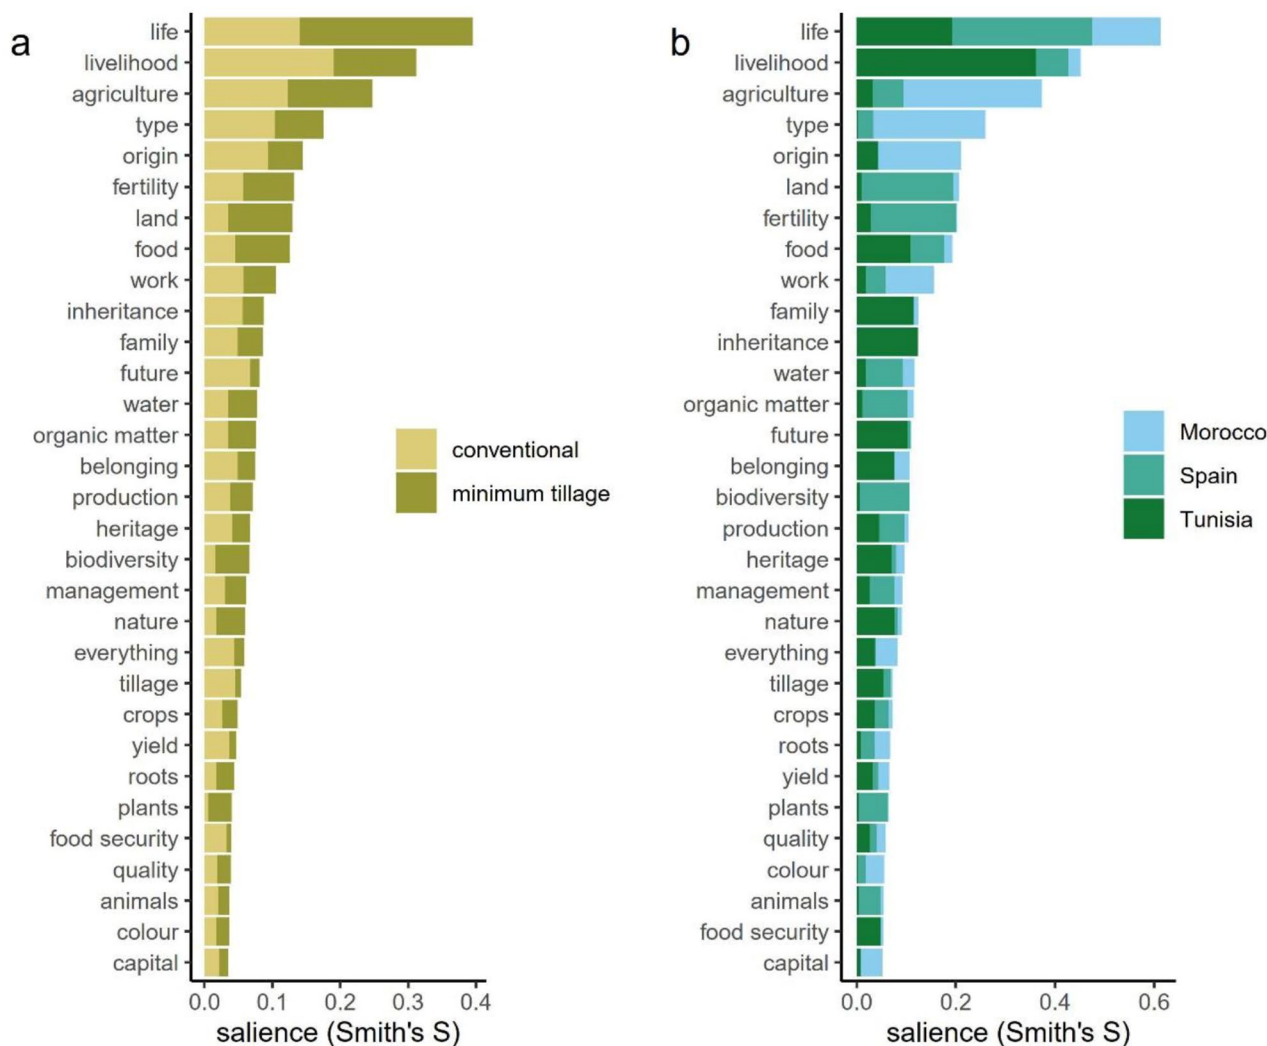 a
life
livelihood
agriculture
type
origin
fertility
land
food
work
inheritance
family
future
water
organic matter
belonging
production
heritage
biodiversity
management
nature
everything
tillage
crops
yield
roots
plants
food security
quality
animals
colour
capital
conventional
minimum tillage
0.0 0.1 0.2 0.3 0.4
salience (Smith's S)
b
life
livelihood
agriculture
type
origin
land
fertility
food
work
family
inheritance
water
organic matter
future
belonging
biodiversity
production
heritage
management
nature
everything
tillage
crops
roots
yield
plants
quality
colour
animals
food security
capital
Morocco
Spain
Tunisia
0.0 0.2 0.4 0.6
salience (Smith's S)